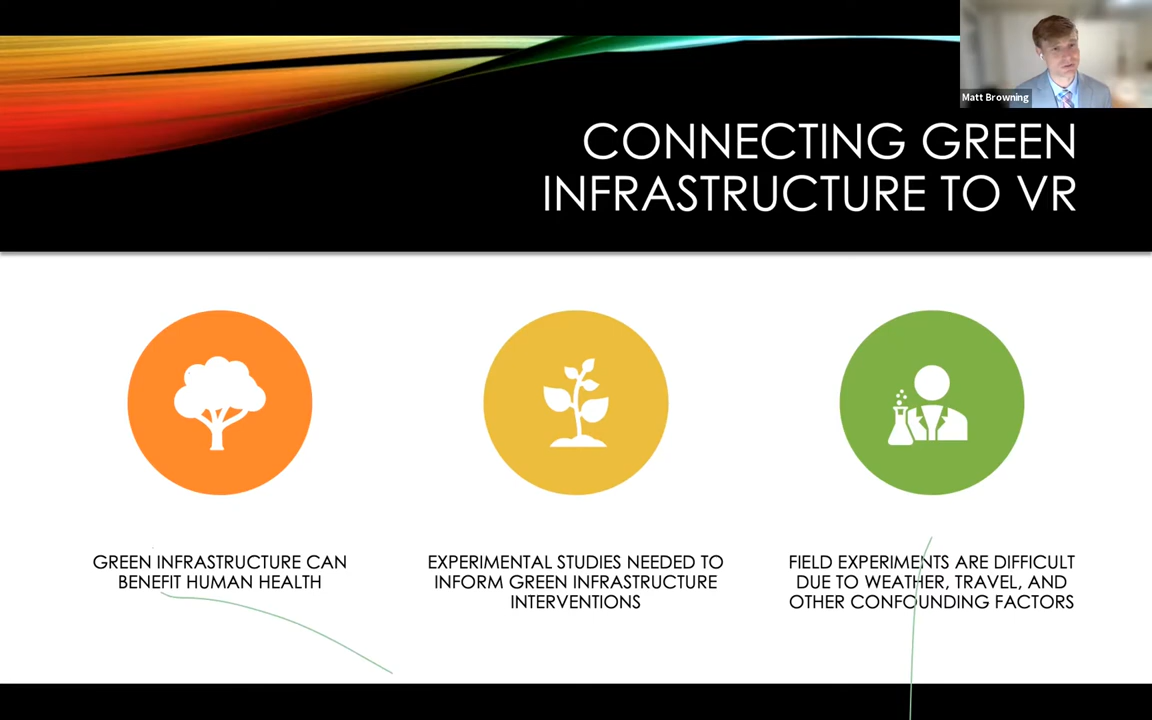 Matt Browning
CONNECTING GREEN
INFRASTRUCTURE TO VR
GREEN INFRASTRUCTURE CAN
BENEFIT HUMAN HEALTH
EXPERIMENTAL STUDIES NEEDED TO
INFORM GREEN INFRASTRUCTURE
INTERVENTIONS
FIELD EXPERIMENTS ARE DIFFICULT
DUE TO WEATHER, TRAVEL, AND
OTHER CONFOUNDING FACTORS